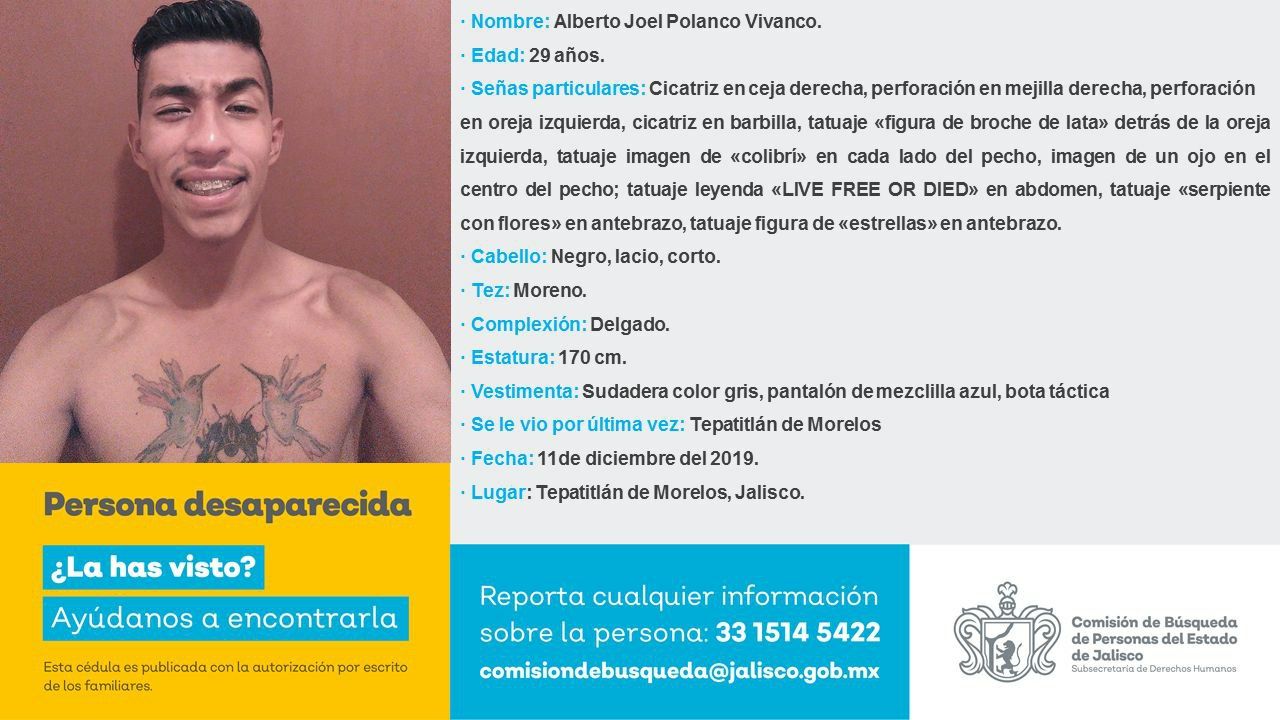 · Nombre: Alberto Joel Polanco Vivanco.
· Edad: 29 años.
· Señas particulares: Cicatriz en ceja derecha, perforación en mejilla derecha, perforación
en oreja izquierda, cicatriz en barbilla, tatuaje «figura de broche de lata» detrás de la oreja
izquierda, tatuaje imagen de «colibrí» en cada lado del pecho, imagen de un ojo en el
centro del pecho; tatuaje leyenda «LIVE FREE OR DIED» en abdomen, tatuaje «serpiente
con flores» en antebrazo, tatuaje figura de «estrellas» en antebrazo.
· Cabello: Negro, lacio, corto.
· Tez: Moreno.
· Complexión: Delgado.
· Estatura: 170 cm.
· Vestimenta: Sudadera color gris, pantalón de mezclilla azul, bota táctica
· Se le vio por última vez: Tepatitlán de Morelos
· Fecha: 11de diciembre del 2019.
· Lugar: Tepatitlán de Morelos, Jalisco.
Persona desaparecida
¿La has visto?
Ayúdanos a encontrarla
Esta cédula es publicada con la autorización por escrito
de los familiares.
Reporta cualquier información
sobre la persona: 33 1514 5422
comisiondebusqueda@jalisco.gob.mx
Comisión de Búsqueda
de Personas del Estado
de Jalisco
Subsecretaría de Derechos Humanos